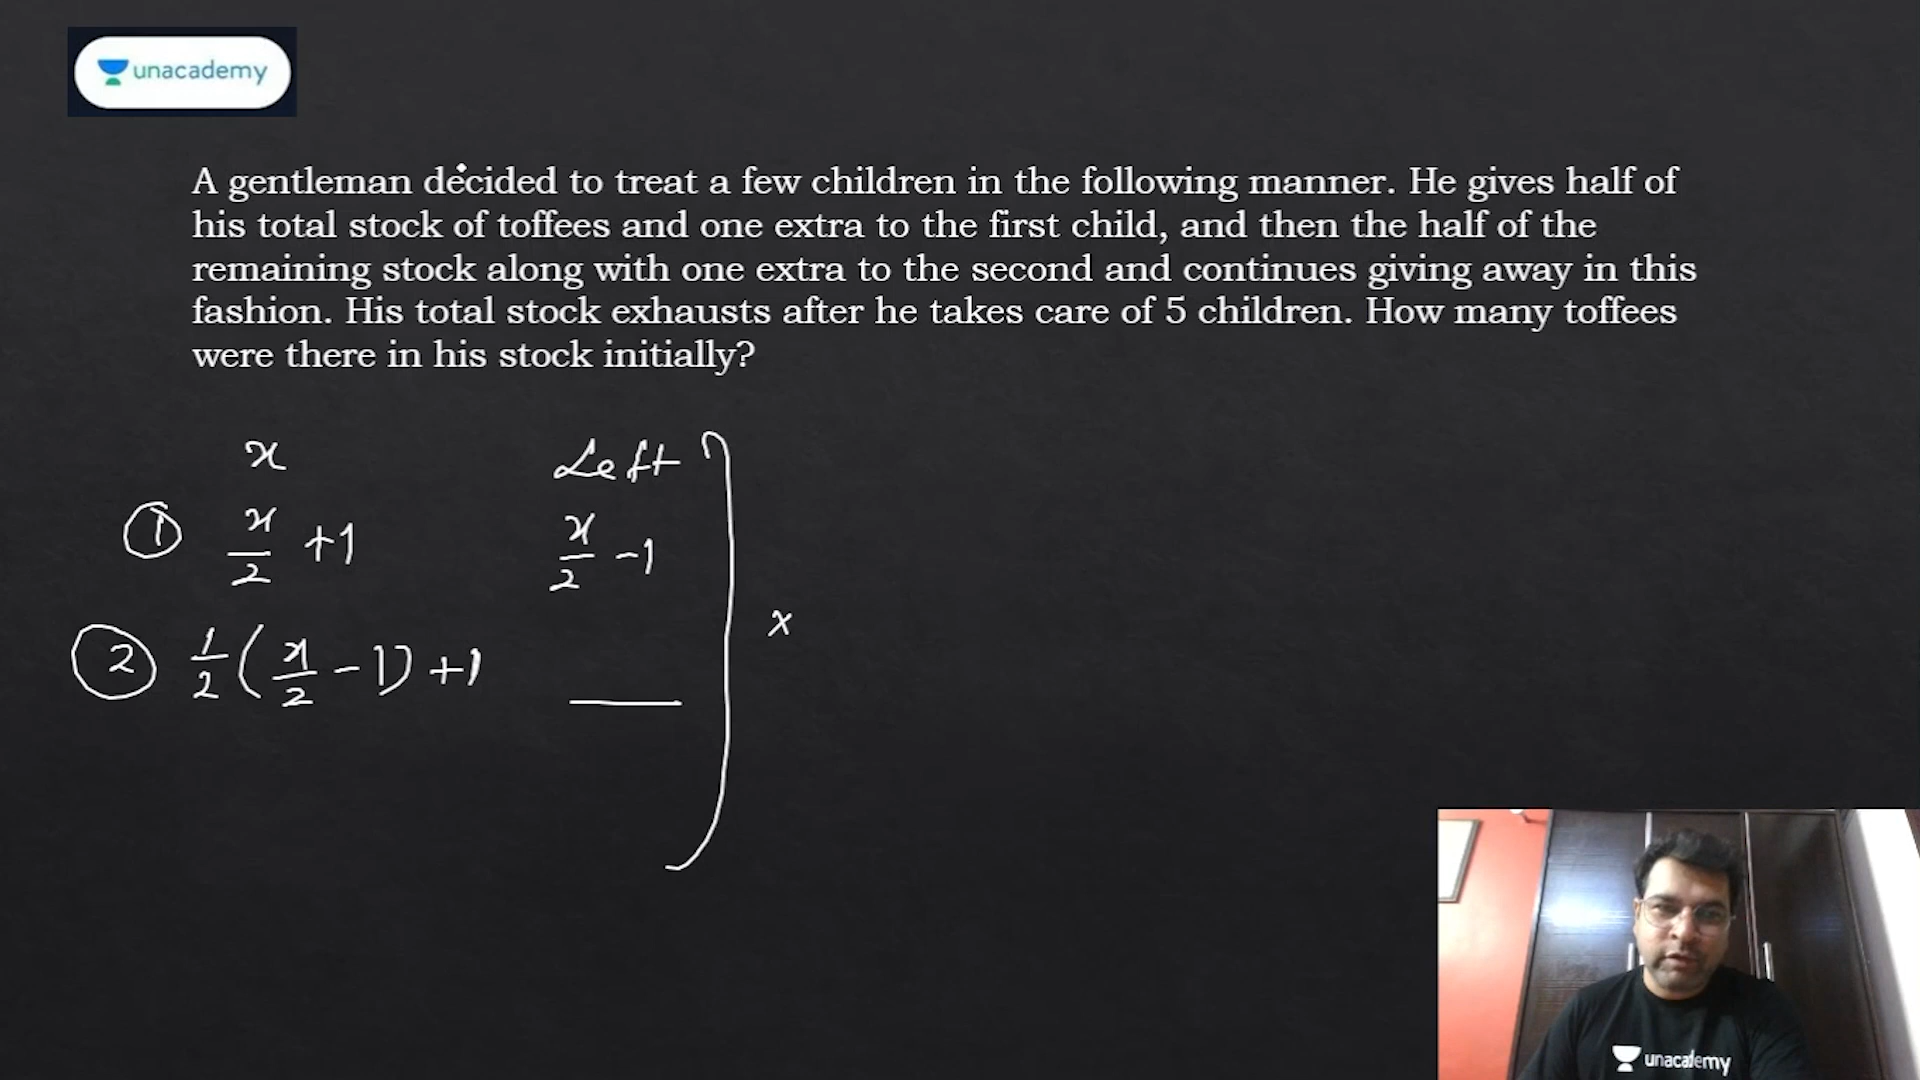 unacademy
A gentleman decided to treat a few children in the following manner. He gives half of
his total stock of toffees and one extra to the first child, and then the half of the
remaining stock along with one extra to the second and continues giving away in this
fashion. His total stock exhausts after he takes care of 5 children. How many toffees
were there in his stock initially?
x Left
① x/2 +1 x/2 -1
② 1/2 (x/2 - 1) +1
x
unacademy